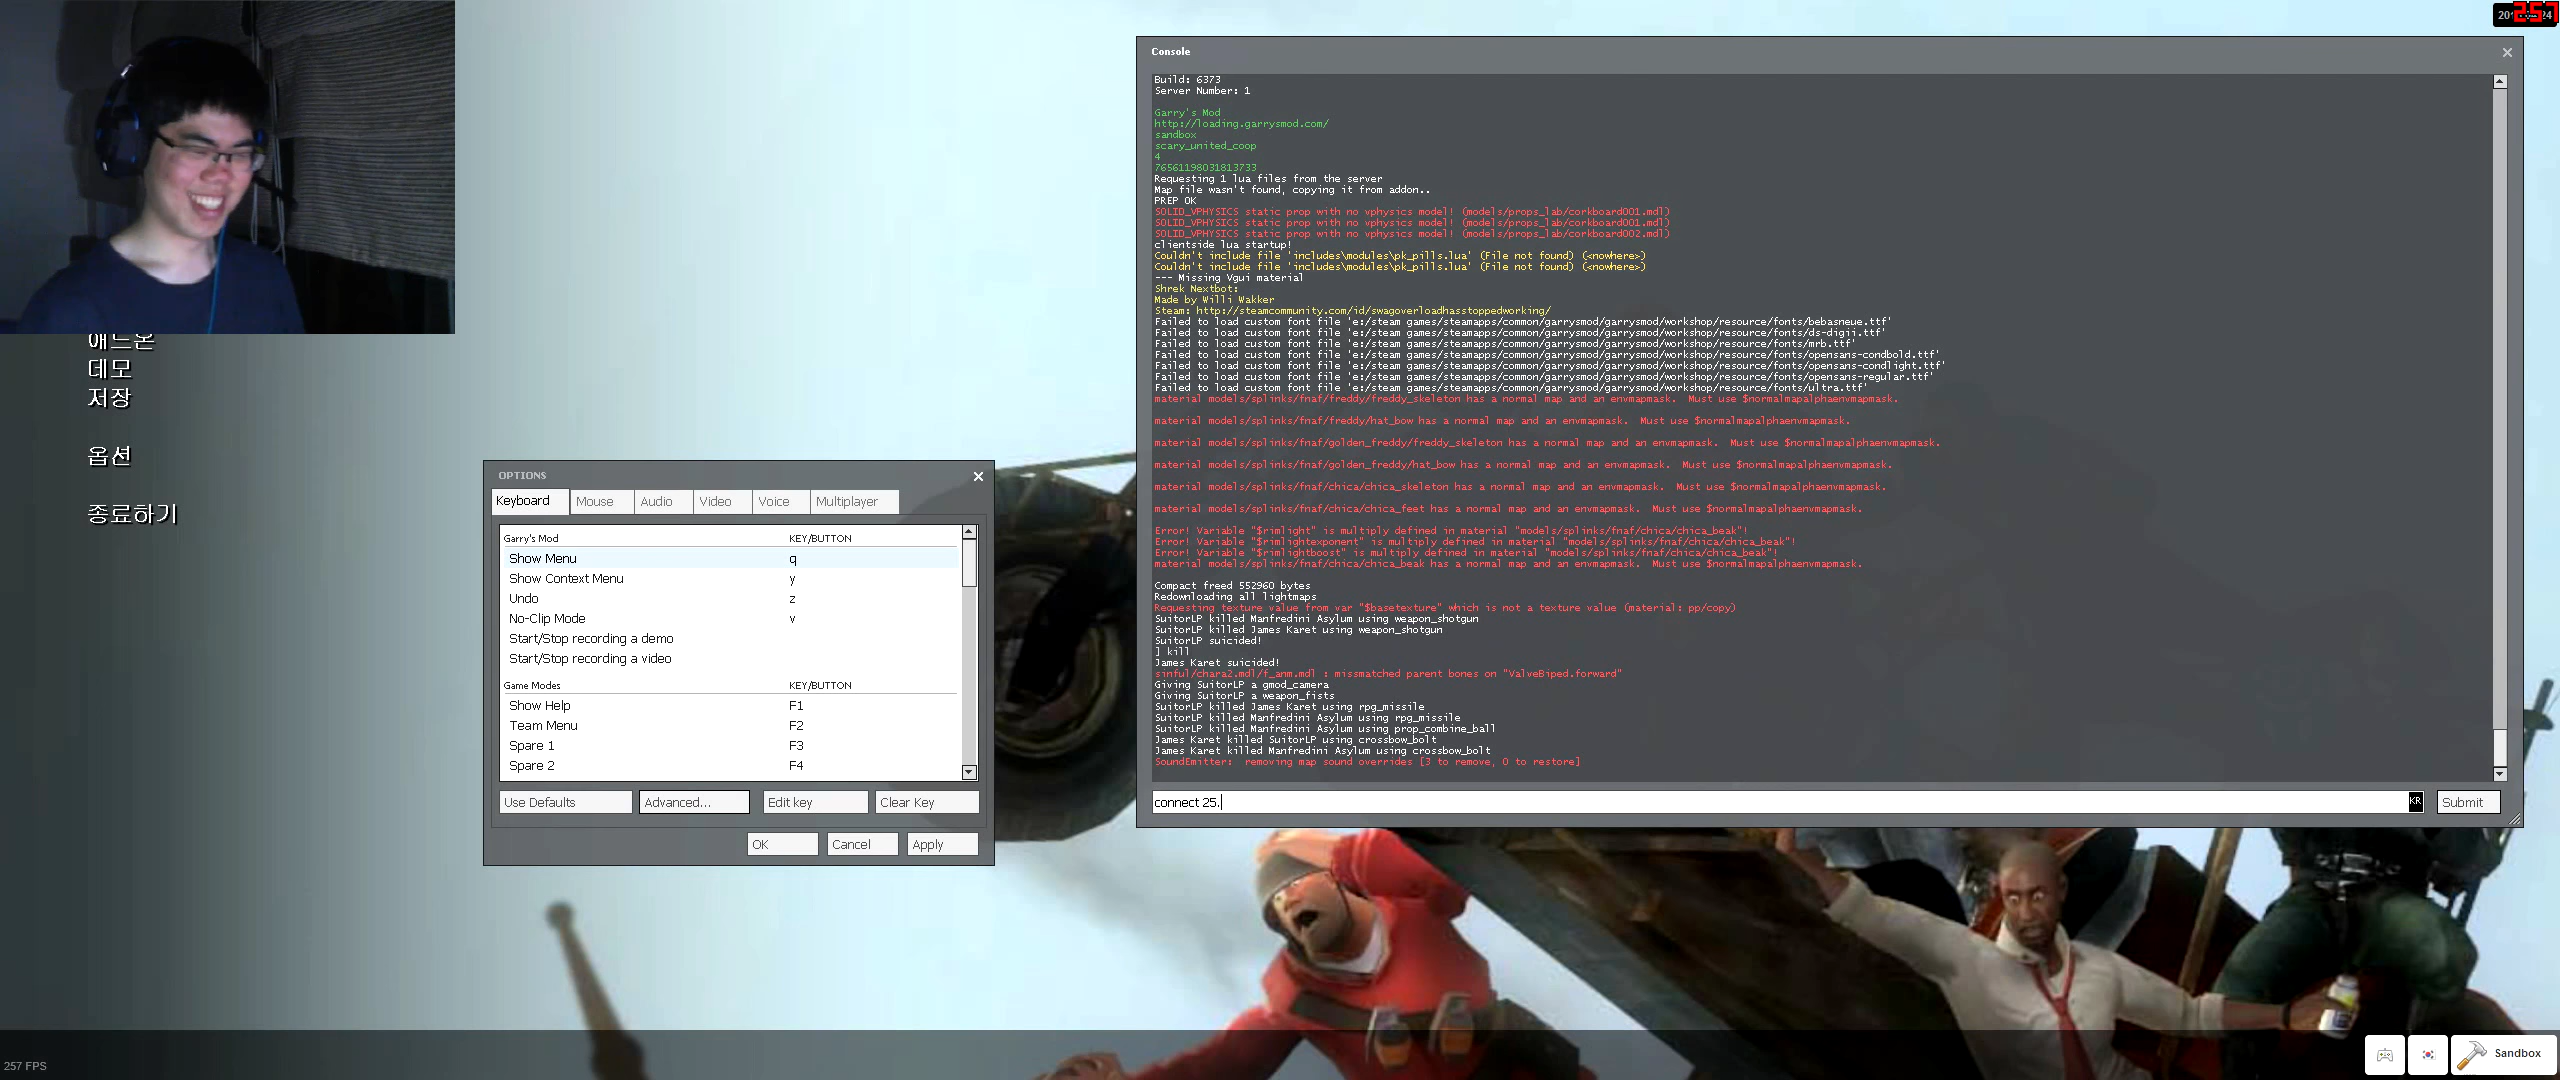 애드온
데모
저장
옵션
종료하기
257 FPS
OPTIONS
Keyboard Mouse Audio Video Voice Multiplayer
Garry's Mod KEY/BUTTON
Show Menu q
Show Context Menu y
Undo z
No-Clip Mode v
Start/Stop recording a demo
Start/Stop recording a video
Game Modes KEY/BUTTON
Show Help F1
Team Menu F2
Spare 1 F3
Spare 2 F4
Use Defaults Advanced... Edit key Clear Key
OK Cancel Apply
257
Console
Build: 6373
Server Number: 1
Garry's Mod
http://loading.garrysmod.com/
sandbox
scary_united_coop
4
76561198031813733
Requesting 1 lua files from the server
Map file wasn't found, copying it from addon..
PREP OK
SOLID_VPHYSICS static prop with no vphysics model! (models/props_lab/corkboard001.mdl)
SOLID_VPHYSICS static prop with no vphysics model! (models/props_lab/corkboard001.mdl)
SOLID_VPHYSICS static prop with no vphysics model! (models/props_lab/corkboard002.mdl)
clientside lua startup!
Couldn't include file 'includes\modules\pk_pills.lua' (File not found) (<nowhere>)
Couldn't include file 'includes\modules\pk_pills.lua' (File not found) (<nowhere>)
--- Missing Vgui material
Shrek Nextbot:
Made by Willi Wakker
Steam: http://steamcommunity.com/id/swagoverloadhasstoppedworking/
Failed to load custom font file 'e:/steam games/steamapps/common/garrysmod/garrysmod/workshop/resource/fonts/bebasneue.ttf'
Failed to load custom font file 'e:/steam games/steamapps/common/garrysmod/garrysmod/workshop/resource/fonts/ds-digii.ttf'
Failed to load custom font file 'e:/steam games/steamapps/common/garrysmod/garrysmod/workshop/resource/fonts/mrb.ttf'
Failed to load custom font file 'e:/steam games/steamapps/common/garrysmod/garrysmod/workshop/resource/fonts/opensans-condbold.ttf'
Failed to load custom font file 'e:/steam games/steamapps/common/garrysmod/garrysmod/workshop/resource/fonts/opensans-condlight.ttf'
Failed to load custom font file 'e:/steam games/steamapps/common/garrysmod/garrysmod/workshop/resource/fonts/opensans-regular.ttf'
Failed to load custom font file 'e:/steam games/steamapps/common/garrysmod/garrysmod/workshop/resource/fonts/ultra.ttf'
material models/splinks/fnaf/freddy/freddy_skeleton has a normal map and an envmapmask.  Must use $normalmapalphaenvmapmask.
material models/splinks/fnaf/freddy/hat_bow has a normal map and an envmapmask.  Must use $normalmapalphaenvmapmask.
material models/splinks/fnaf/golden_freddy/freddy_skeleton has a normal map and an envmapmask.  Must use $normalmapalphaenvmapmask.
material models/splinks/fnaf/golden_freddy/hat_bow has a normal map and an envmapmask.  Must use $normalmapalphaenvmapmask.
material models/splinks/fnaf/chica/chica_skeleton has a normal map and an envmapmask.  Must use $normalmapalphaenvmapmask.
material models/splinks/fnaf/chica/chica_feet has a normal map and an envmapmask.  Must use $normalmapalphaenvmapmask.
Error! Variable "$rimlight" is multiply defined in material "models/splinks/fnaf/chica/chica_beak"!
Error! Variable "$rimlightexponent" is multiply defined in material "models/splinks/fnaf/chica/chica_beak"!
Error! Variable "$rimlightboost" is multiply defined in material "models/splinks/fnaf/chica/chica_beak"!
material models/splinks/fnaf/chica/chica_beak has a normal map and an envmapmask.  Must use $normalmapalphaenvmapmask.
Compact freed 552960 bytes
Redownloading all lightmaps
Requesting texture value from var "$basetexture" which is not a texture value (material: pp/copy)
SuitorLP killed Manfredini Asylum using weapon_shotgun
SuitorLP killed James Karet using weapon_shotgun
SuitorLP suicided!
] kill
James Karet suicided!
sinful/chara2.mdl/f_anm.mdl : missmatched parent bones on "ValveBiped.forward"
Giving SuitorLP a gmod_camera
Giving SuitorLP a weapon_fists
SuitorLP killed James Karet using rpg_missile
SuitorLP killed Manfredini Asylum using rpg_missile
SuitorLP killed Manfredini Asylum using prop_combine_ball
James Karet killed SuitorLP using crossbow_bolt
James Karet killed Manfredini Asylum using crossbow_bolt
SoundEmitter:  removing map sound overrides [3 to remove, 0 to restore]
connect 25. KR Submit
Sandbox